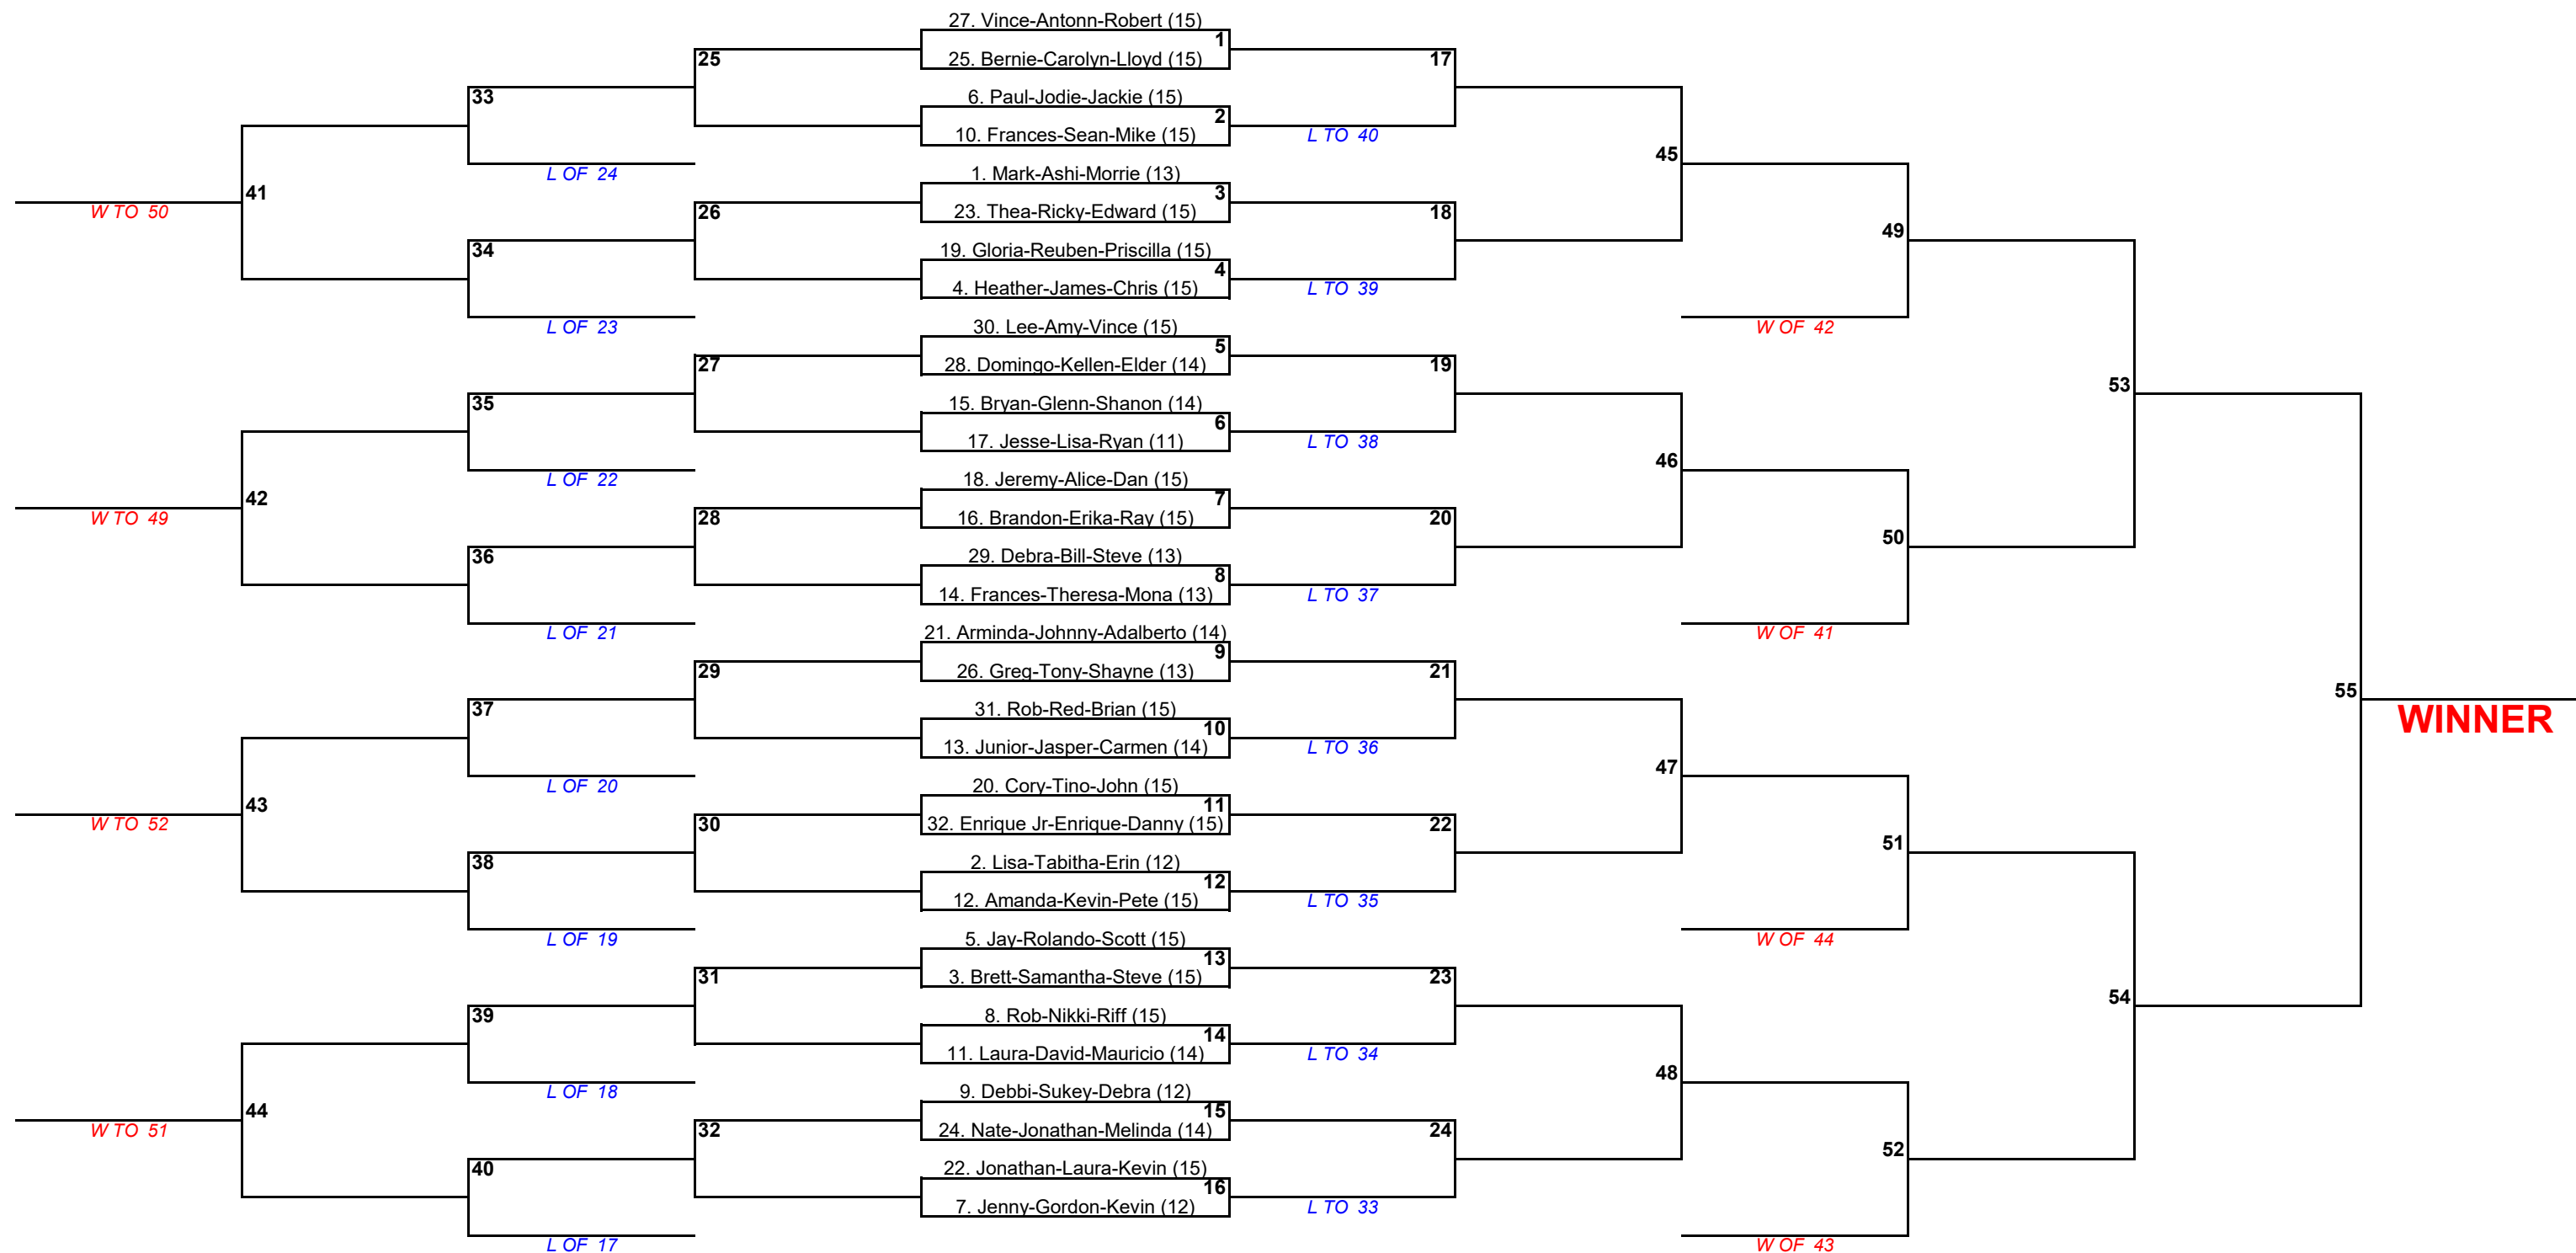 27. Vince-Antonn-Robert (15)
1
25
17
25. Bernie-Carolyn-Lloyd (15)
33
6. Paul-Jodie-Jackie (15)
2
10. Frances-Sean-Mike (15)
L TO 40
45
L OF 24
1. Mark-Ashi-Morrie (13)
41
3
W TO 50
26
23. Thea-Ricky-Edward (15)
18
49
34
19. Gloria-Reuben-Priscilla (15)
4
4. Heather-James-Chris (15)
L TO 39
L OF 23
30. Lee-Amy-Vince (15)
W OF 42
5
27
28. Domingo-Kellen-Elder (14)
19
53
35
15. Bryan-Glenn-Shanon (14)
6
17. Jesse-Lisa-Ryan (11)
L TO 38
46
L OF 22
18. Jeremy-Alice-Dan (15)
42
7
W TO 49
28
16. Brandon-Erika-Ray (15)
20
50
36
29. Debra-Bill-Steve (13)
8
14. Frances-Theresa-Mona (13)
L TO 37
L OF 21
21. Arminda-Johnny-Adalberto (14)
W OF 41
9
29
26. Greg-Tony-Shayne (13)
21
55
37
31. Rob-Red-Brian (15)
WINNER
10
13. Junior-Jasper-Carmen (14)
L TO 36
47
L OF 20
20. Cory-Tino-John (15)
43
11
W TO 52
30
32. Enrique Jr-Enrique-Danny (15)
22
51
38
2. Lisa-Tabitha-Erin (12)
12
12. Amanda-Kevin-Pete (15)
L TO 35
L OF 19
5. Jay-Rolando-Scott (15)
W OF 44
13
31
3. Brett-Samantha-Steve (15)
23
54
39
8. Rob-Nikki-Riff (15)
14
11. Laura-David-Mauricio (14)
L TO 34
48
L OF 18
9. Debbi-Sukey-Debra (12)
44
15
W TO 51
32
24. Nate-Jonathan-Melinda (14)
24
52
40
22. Jonathan-Laura-Kevin (15)
16
7. Jenny-Gordon-Kevin (12)
L TO 33
L OF 17
W OF 43